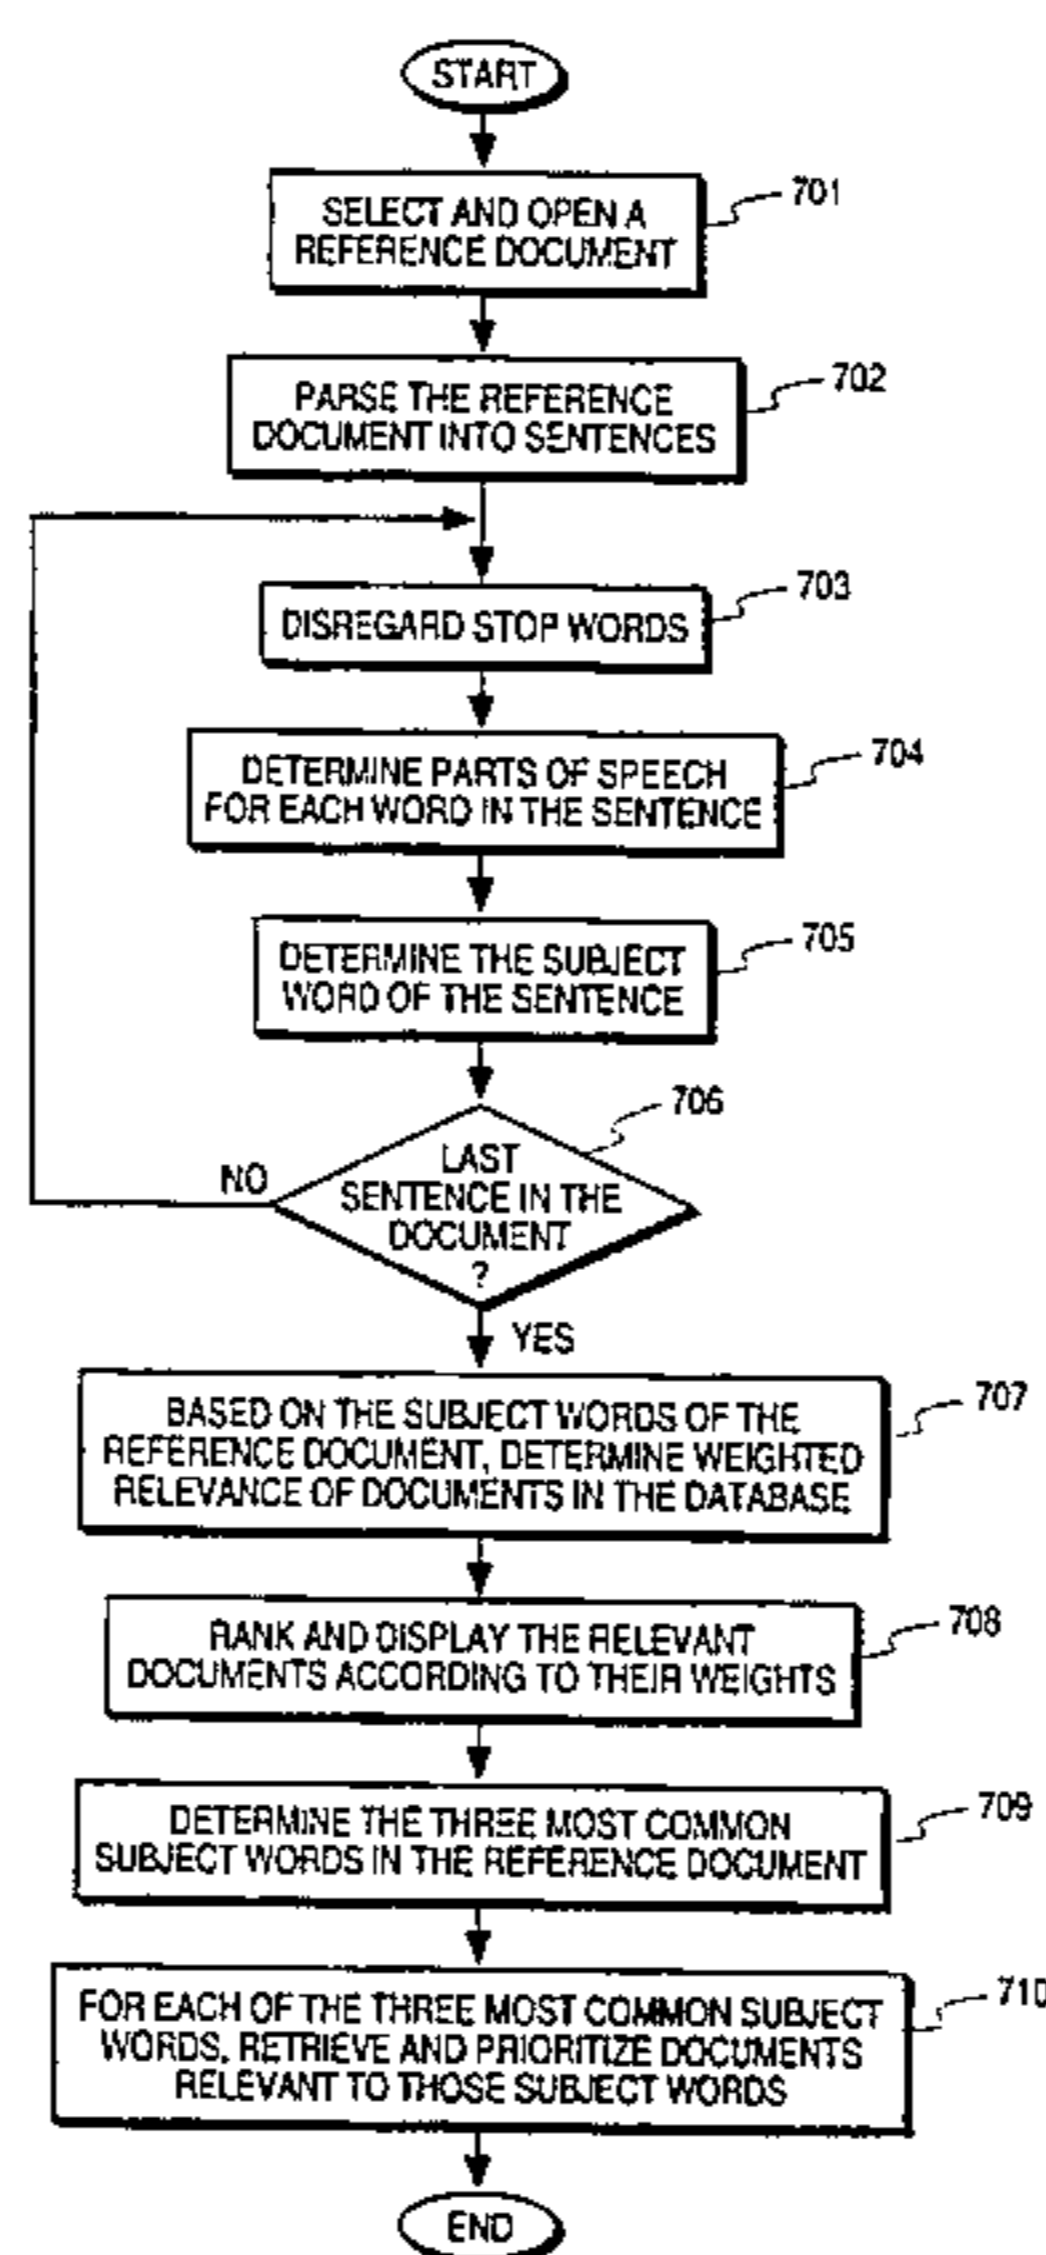 START
701
SELECT AND OPEN A
REFERENCE DOCUMENT
702
PARSE THE REFERENCE
DOCUMENT INTO SENTENCES
703
DISREGARD STOP WORDS
704
DETERMINE PARTS OF SPEECH
FOR EACH WORD IN THE SENTENCE
705
DETERMINE THE SUBJECT
WORD OF THE SENTENCE
706
LAST
SENTENCE IN THE
DOCUMENT
?
NO
YES
707
BASED ON THE SUBJECT WORDS OF THE
REFERENCE DOCUMENT, DETERMINE WEIGHTED
RELEVANCE OF DOCUMENTS IN THE DATABASE
708
RANK AND DISPLAY THE RELEVANT
DOCUMENTS ACCORDING TO THEIR WEIGHTS
709
DETERMINE THE THREE MOST COMMON
SUBJECT WORDS IN THE REFERENCE DOCUMENT
710
FOR EACH OF THE THREE MOST COMMON SUBJECT
WORDS, RETRIEVE AND PRIORITIZE DOCUMENTS
RELEVANT TO THOSE SUBJECT WORDS
END